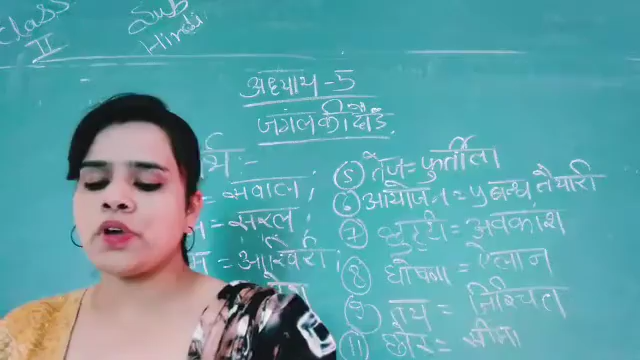 Class
II
Sub
Hindi
अध्याय - 5
जंगल की दौड़
र्थ :-
= सवाल ;
= सरल ;
= आखिरी ;
⑤ तेज = फुर्तीला
⑥ आयोजन = प्रबन्ध तैयारी
⑦ छुट्टी = अवकाश
⑧ घोषणा = ऐलान
⑨ तय = निश्चित
छोर = सीमा